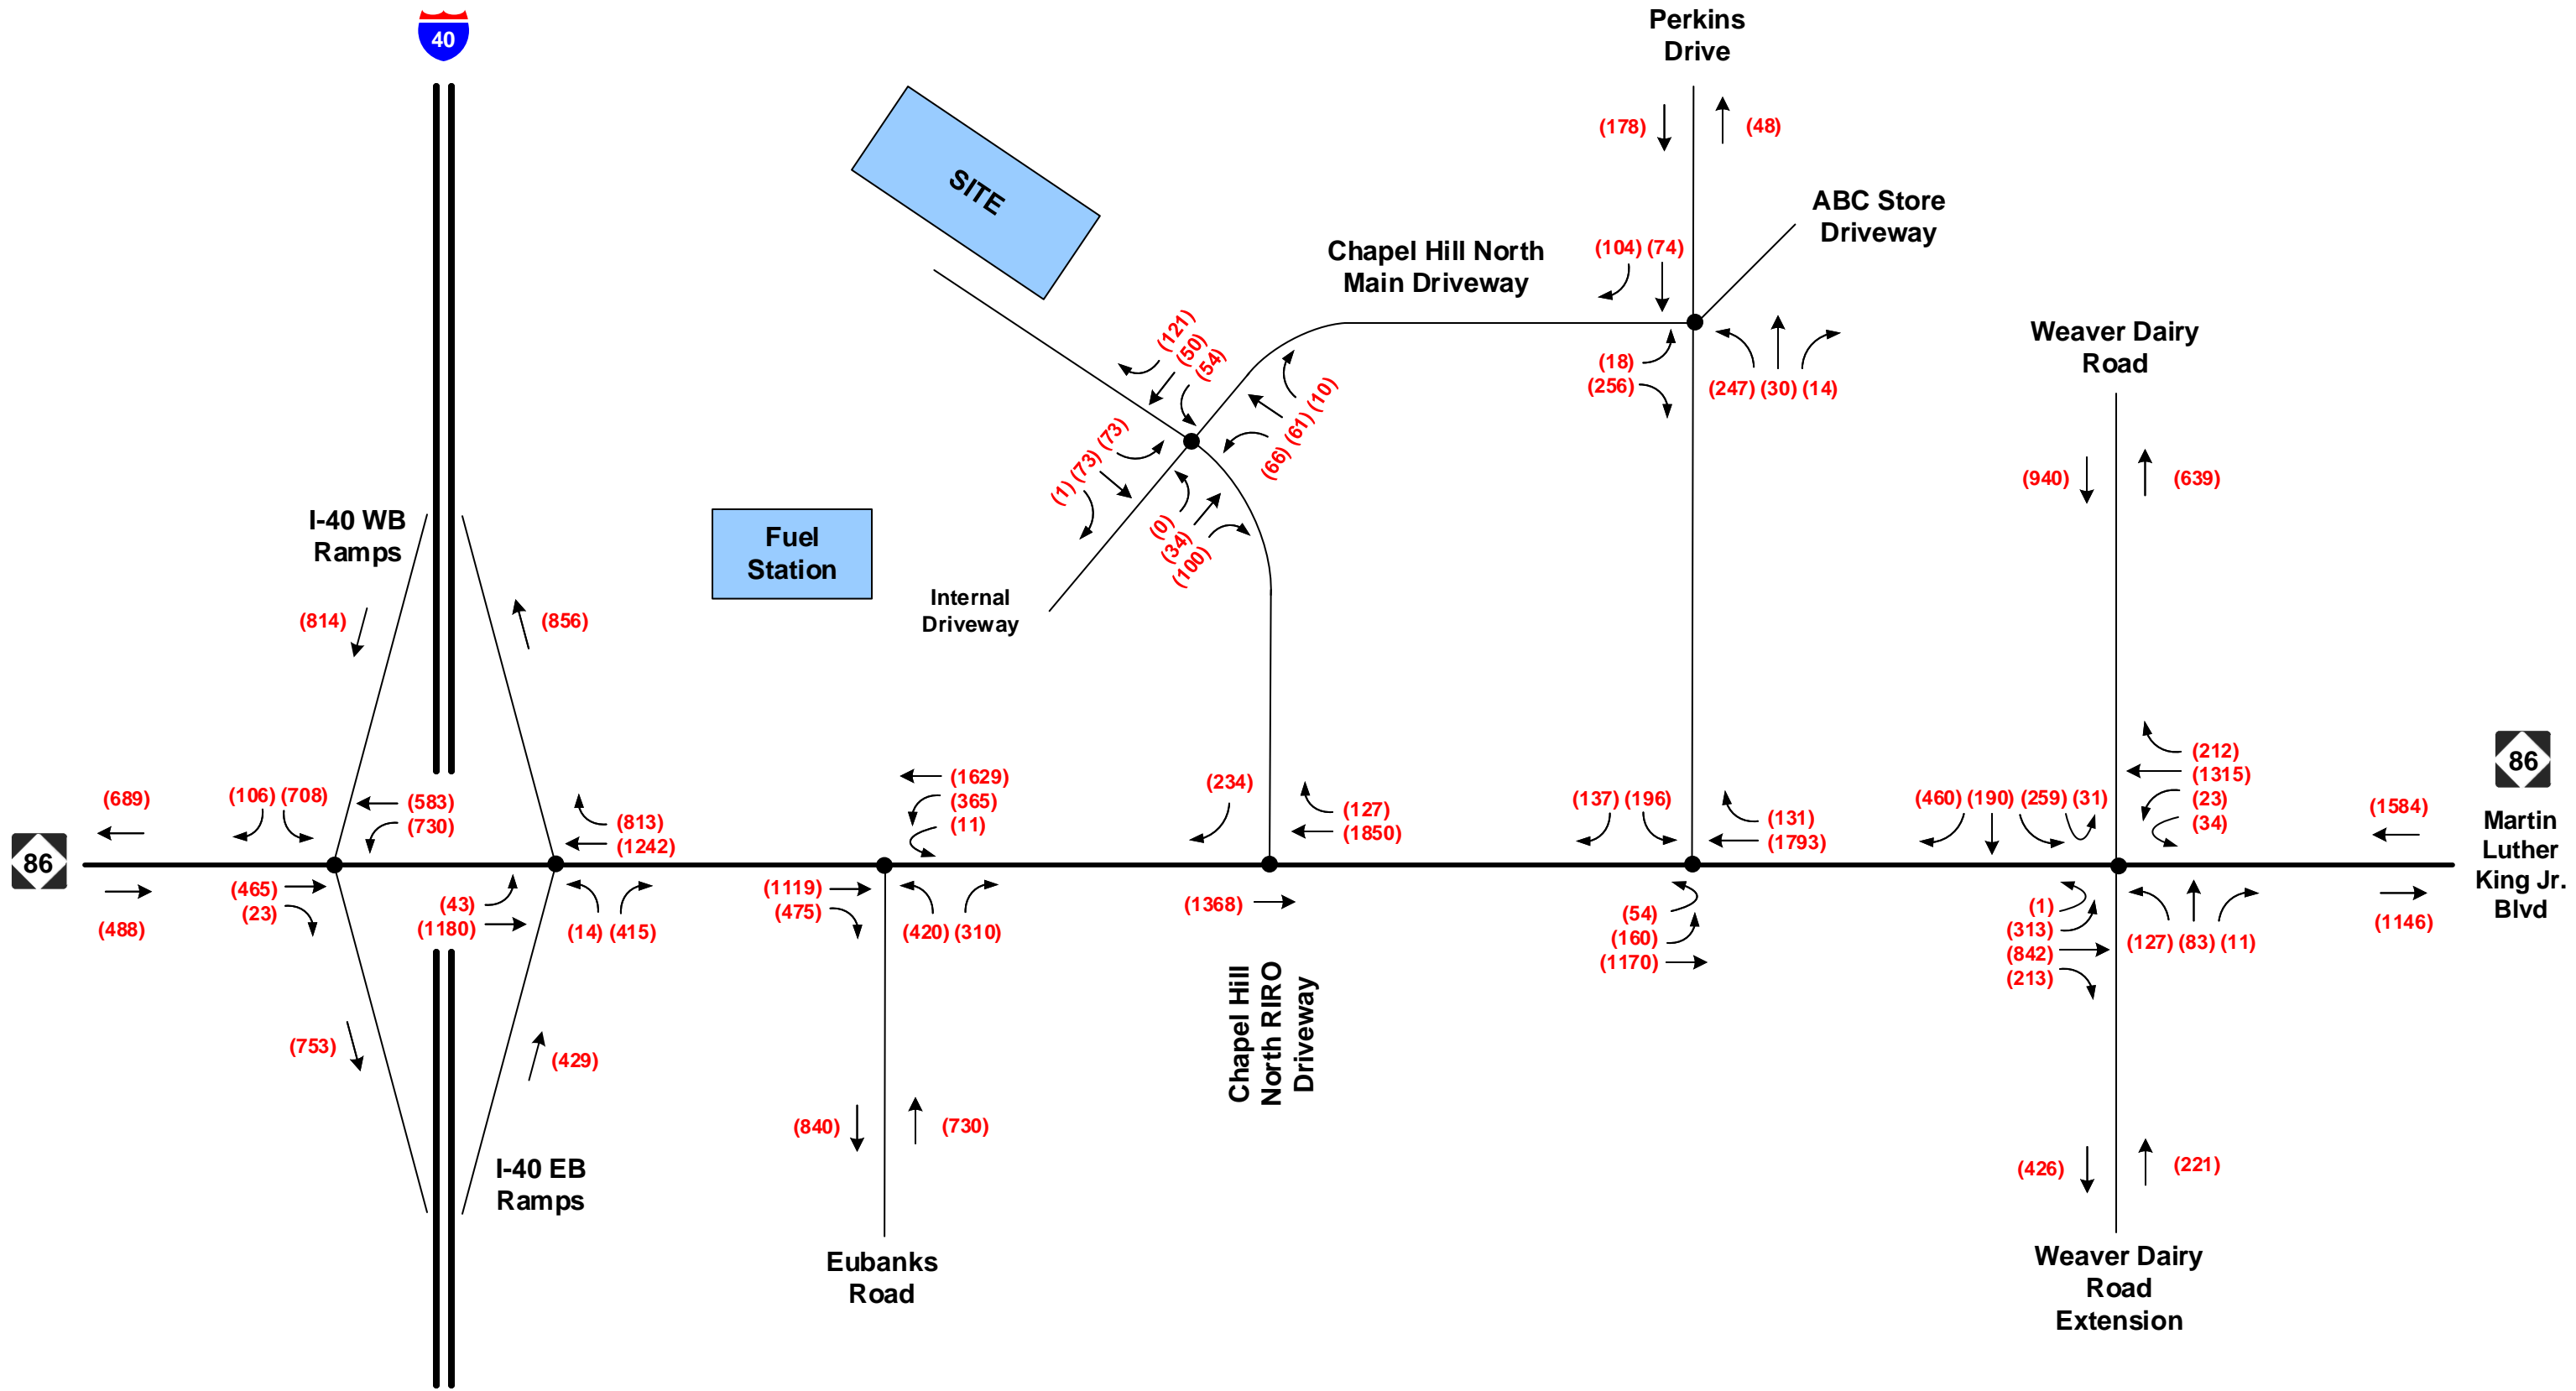 40
Perkins
Drive
(178)
(48)
SITE
ABC Store
Driveway
Chapel Hill North
Main Driveway
(104) (74)
(18)
(256)
(247) (30) (14)
Weaver Dairy
Road
(940)
(639)
(121)
(50)
(54)
(1) (73) (73)
(66) (61) (10)
(0)
(34)
(100)
I-40 WB
Ramps
Fuel
Station
Internal
Driveway
(814)
(856)
(689)
(106) (708)
(583)
(730)
(813)
(1242)
(1629)
(365)
(11)
(234)
(127)
(1850)
(137) (196)
(131)
(1793)
(460) (190) (259) (31)
(212)
(1315)
(23)
(34)
(1584)
86
Martin
Luther
King Jr.
Blvd
86
(488)
(465)
(23)
(43)
(1180)
(14) (415)
(1119)
(475)
(420) (310)
(1368)
(54)
(160)
(1170)
(1)
(313)
(842)
(213)
(127) (83) (11)
(1146)
Chapel Hill
North RIRO
Driveway
(753)
(429)
(840)
(730)
(426)
(221)
I-40 EB
Ramps
Eubanks
Road
Weaver Dairy
Road
Extension